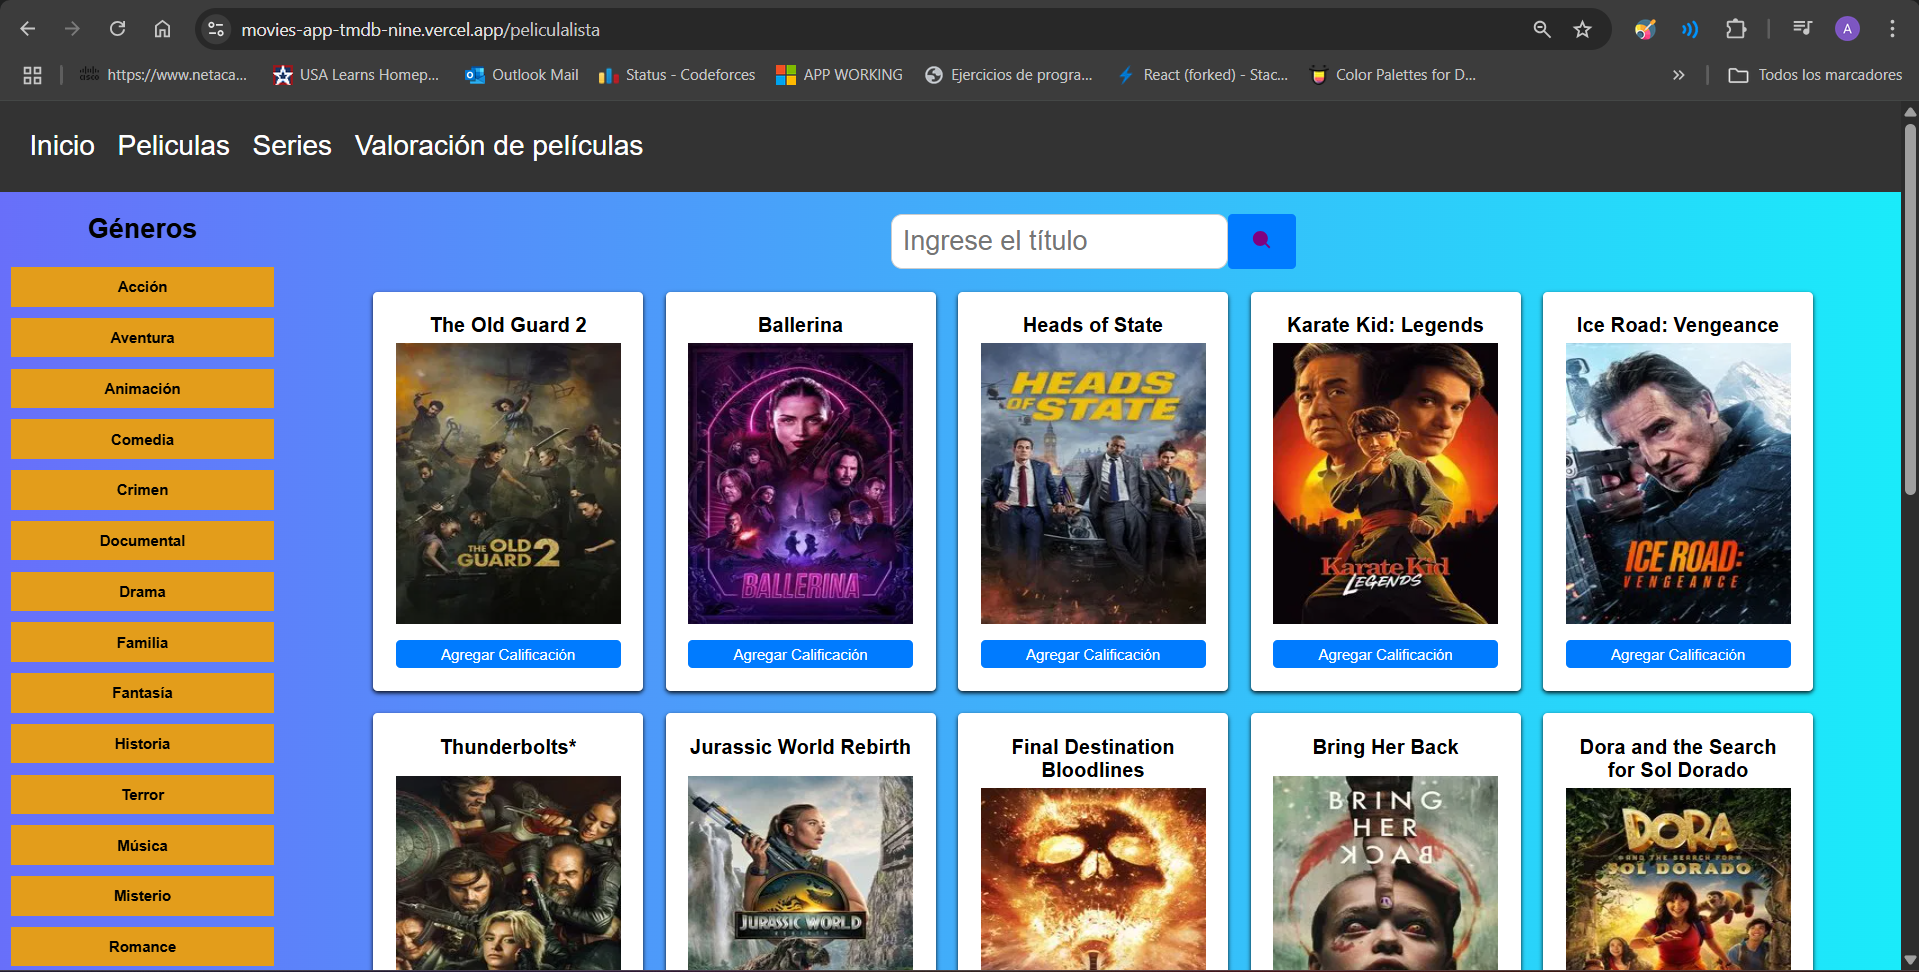 movies-app-tmdb-nine.vercel.app/peliculalista
A
https://www.netaca...
USA Learns Homep...
Outlook Mail
Status - Codeforces
APP WORKING
Ejercicios de progra...
React (forked) - Stac...
Color Palettes for D...
»
Todos los marcadores
Inicio
Peliculas
Series
Valoración de películas
Géneros
Acción
Aventura
Animación
Comedia
Crimen
Documental
Drama
Familia
Fantasía
Historia
Terror
Música
Misterio
Romance
Ingrese el título
The Old Guard 2
THE OLD
GUARD 2
Agregar Calificación
Ballerina
BALLERINA
Agregar Calificación
Heads of State
HEADS
OF STATE
Agregar Calificación
Karate Kid: Legends
Karate Kid
LEGENDS
Agregar Calificación
Ice Road: Vengeance
ICE ROAD:
VENGEANCE
Agregar Calificación
Thunderbolts*
Jurassic World Rebirth
JURASSIC WORLD
REBIRTH
Final Destination
Bloodlines
Bring Her Back
BRING
HER
BACK
Dora and the Search
for Sol Dorado
DORA
AND THE SEARCH FOR
SOL DORADO